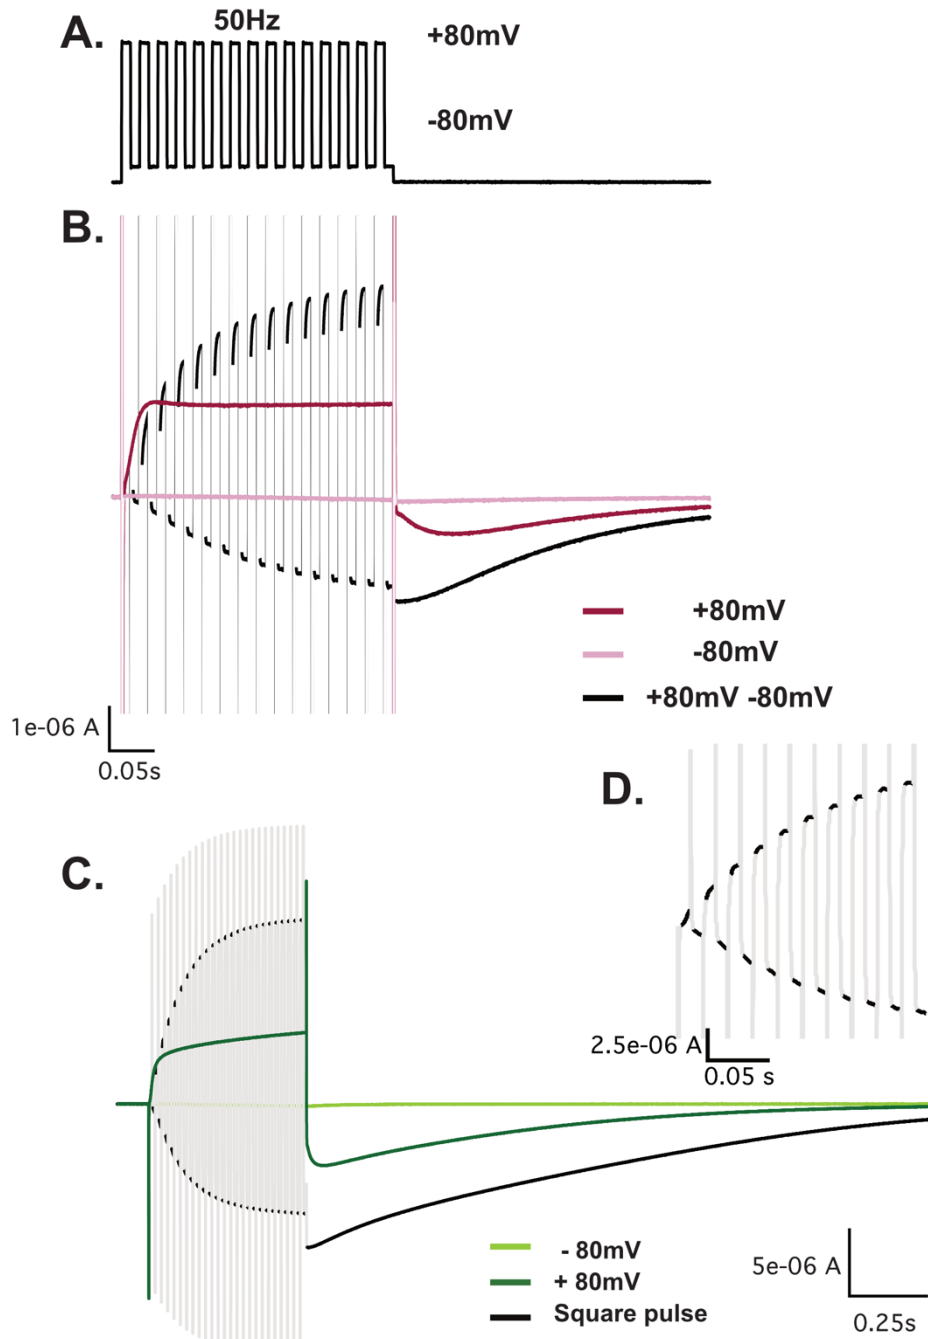 A.
50Hz
+80mV
-80mV
B.
+80mV
-80mV
+80mV -80mV
1e-06 A
0.05s
D.
C.
2.5e-06 A
0.05 s
- 80mV
+ 80mV
Square pulse
5e-06 A
0.25s